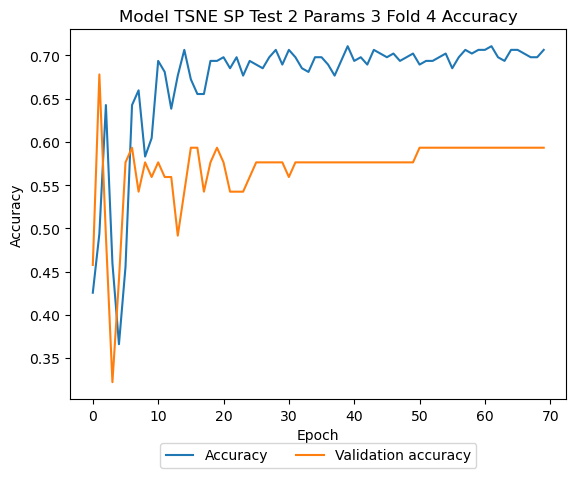 Model TSNE SP Test 2 Params 3 Fold 4 Accuracy
0.70
0.65
0.60
0.55
0.50
0.45
0.40
0.35
Accuracy
0 10 20 30 40 50 60 70
Epoch
Accuracy Validation accuracy